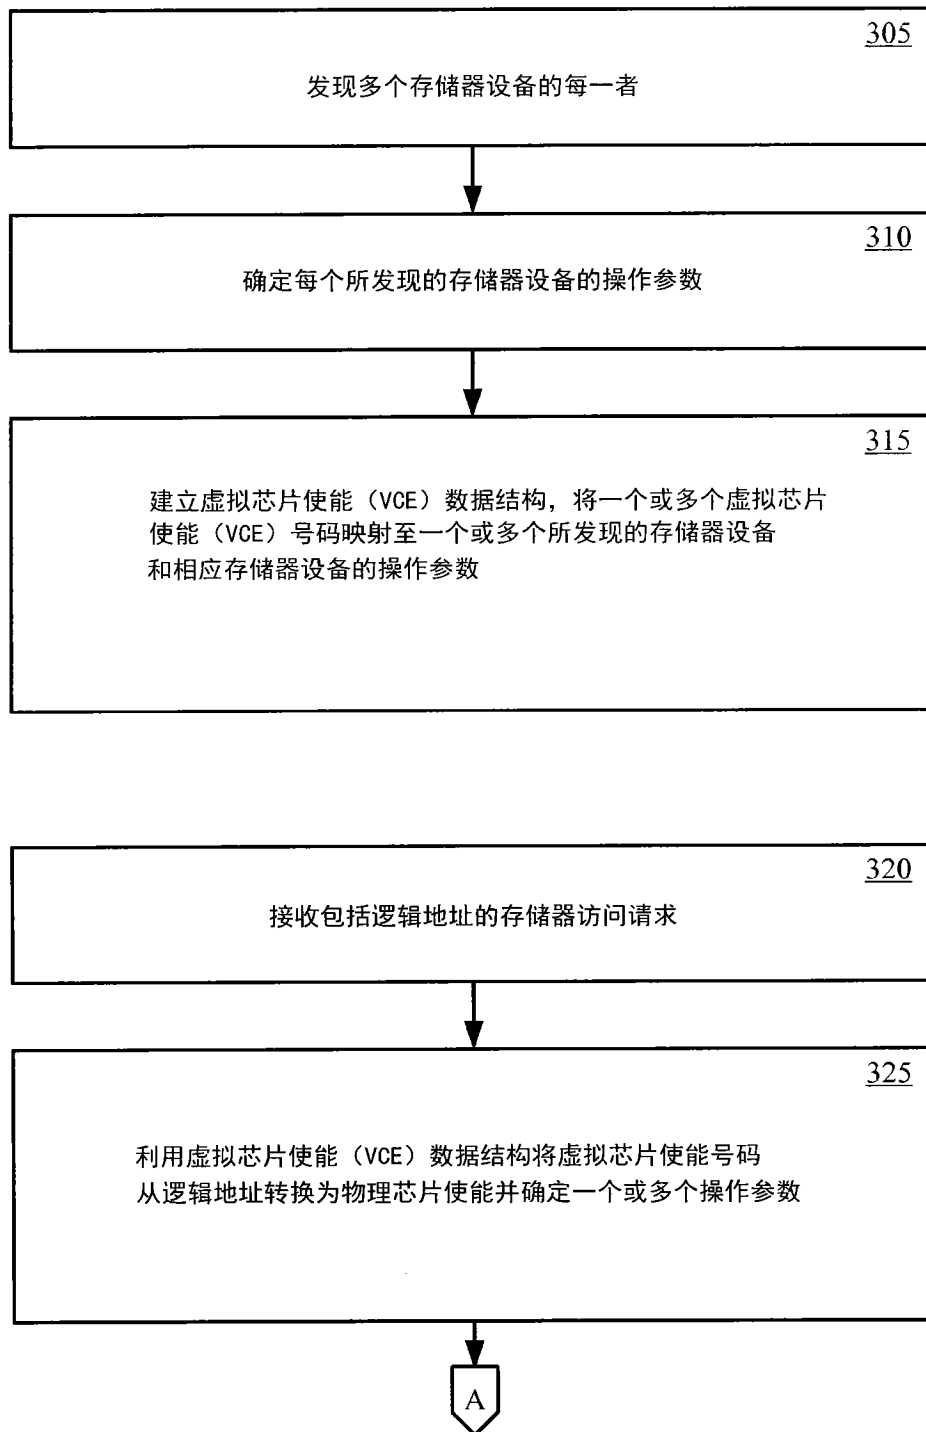 305
发现多个存储器设备的每一者
310
确定每个所发现的存储器设备的操作参数
315
建立虚拟芯片使能（VCE）数据结构，将一个或多个虚拟芯片
使能（VCE）号码映射至一个或多个所发现的存储器设备
和相应存储器设备的操作参数
320
接收包括逻辑地址的存储器访问请求
325
利用虚拟芯片使能（VCE）数据结构将虚拟芯片使能号码
从逻辑地址转换为物理芯片使能并确定一个或多个操作参数
A